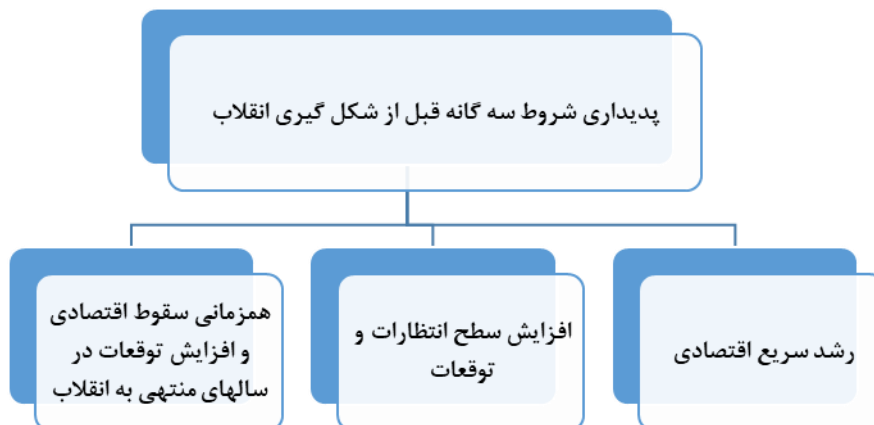 پدیداری شروط سه گانه قبل از شکل گیری انقلاب
رشد سریع اقتصادی
افزایش سطح انتظارات و
توقعات
همزمانی سقوط اقتصادی
و افزایش توقعات در
سالهای منتهی به انقلاب